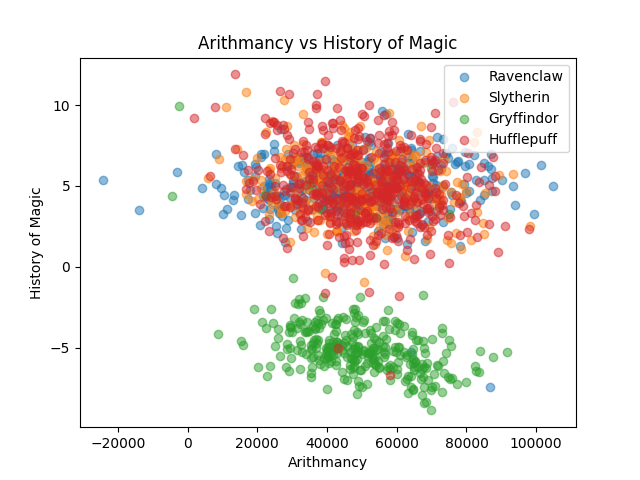 Arithmancy vs History of Magic
Ravenclaw
Slytherin
Gryffindor
Hufflepuff
10
5
0
−5
History of Magic
−20000 0 20000 40000 60000 80000 100000
Arithmancy